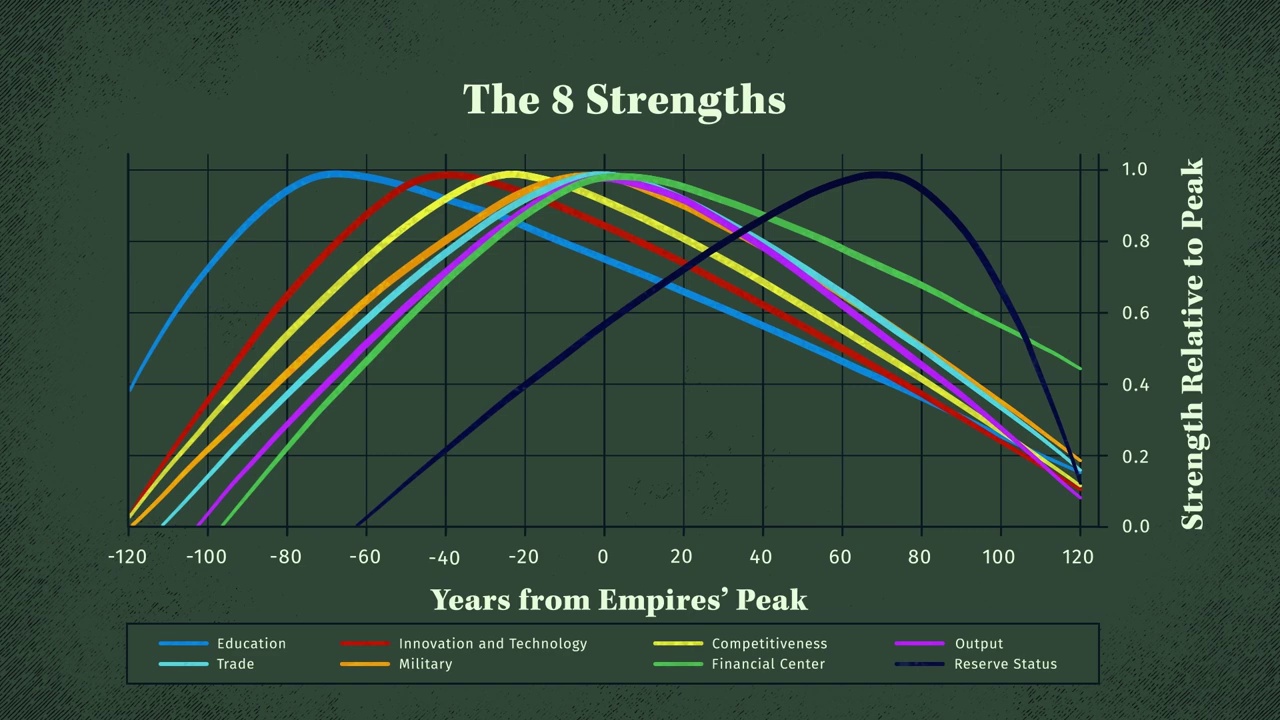 The 8 Strengths
1.0
0.8
0.6
0.4
0.2
0.0
Strength Relative to Peak
-120 -100 -80 -60 -40 -20 0 20 40 60 80 100 120
Years from Empires’ Peak
Education Innovation and Technology Competitiveness Output
Trade Military Financial Center Reserve Status